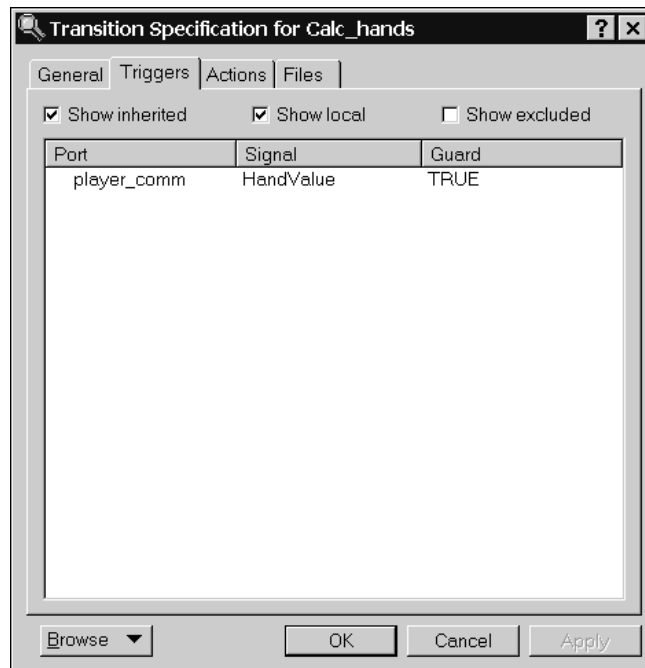 Transition Specification for Calc_hands
General Triggers Actions Files
Show inherited Show local Show excluded
Port Signal Guard
player_comm HandValue TRUE
Browse OK Cancel Apply